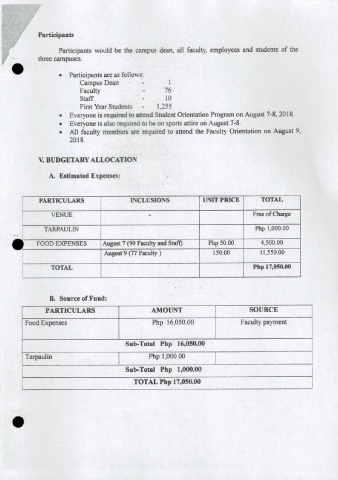 Participants
Participants would be the campus dean, all faculty, employees and students of the
three campuses.
• Participants are as follows:
Campus Dean - 1
Faculty - 76
Staff - 10
First Year Students - 1,255
• Everyone is required to attend Student Orientation Program on August 7-8, 2018.
• Everyone is also required to be on sports attire on August 7-8.
• All faculty members are required to attend the Faculty Orientation on August 9,
2018.
V. BUDGETARY ALLOCATION
A. Estimated Expenses:
PARTICULARS INCLUSIONS UNIT PRICE TOTAL
VENUE - Free of Charge
TARPAULIN Php 1,000.00
FOOD EXPENSES August 7 (90 Faculty and Staff) Php 50.00 4,500.00
August 9 (77 Faculty ) 150.00 11,550.00
TOTAL Php 17,050.00
B. Source of Fund:
PARTICULARS AMOUNT SOURCE
Food Expenses Php 16,050.00 Faculty payment
Sub-Total Php 16,050.00
Tarpaulin Php 1,000.00
Sub-Total Php 1,000.00
TOTAL Php 17,050.00